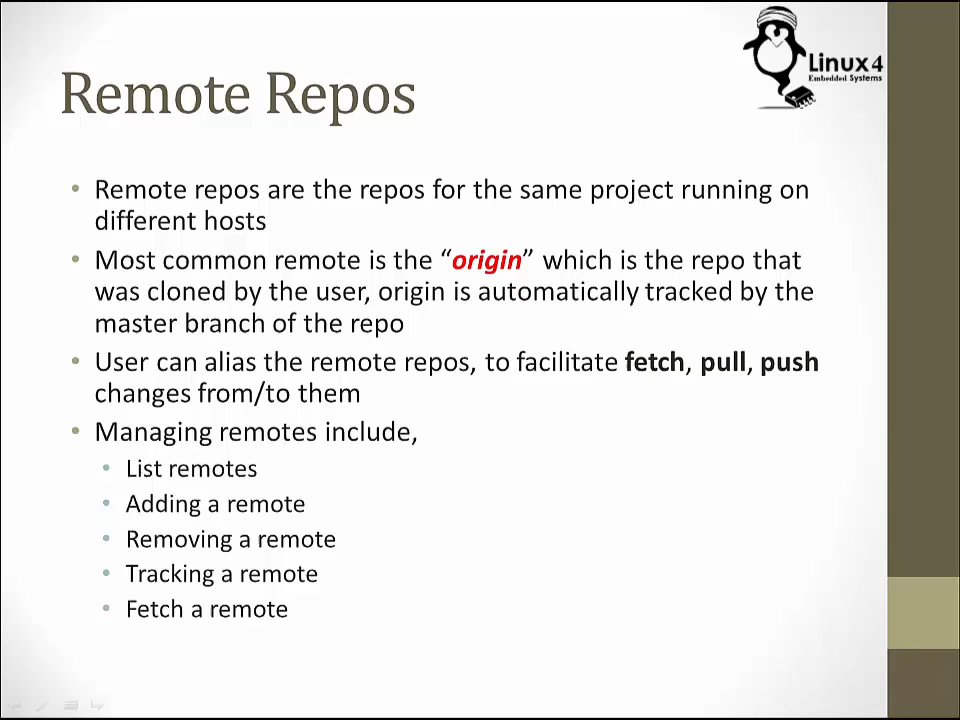 Linux4
Embedded Systems
Remote Repos
• Remote repos are the repos for the same project running on
different hosts
• Most common remote is the “origin” which is the repo that
was cloned by the user, origin is automatically tracked by the
master branch of the repo
• User can alias the remote repos, to facilitate fetch, pull, push
changes from/to them
• Managing remotes include,
• List remotes
• Adding a remote
• Removing a remote
• Tracking a remote
• Fetch a remote